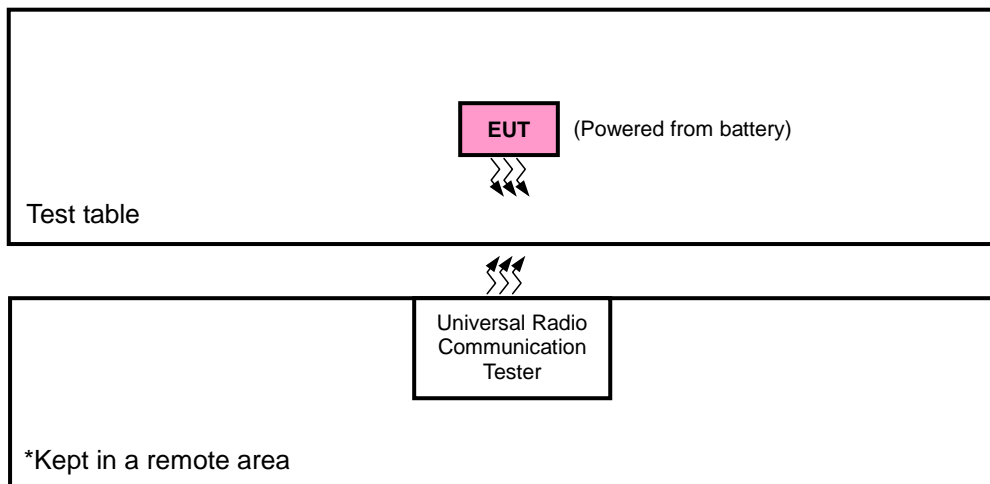 EUT
(Powered from battery)
Test table
Universal Radio
Communication
Tester
*Kept in a remote area